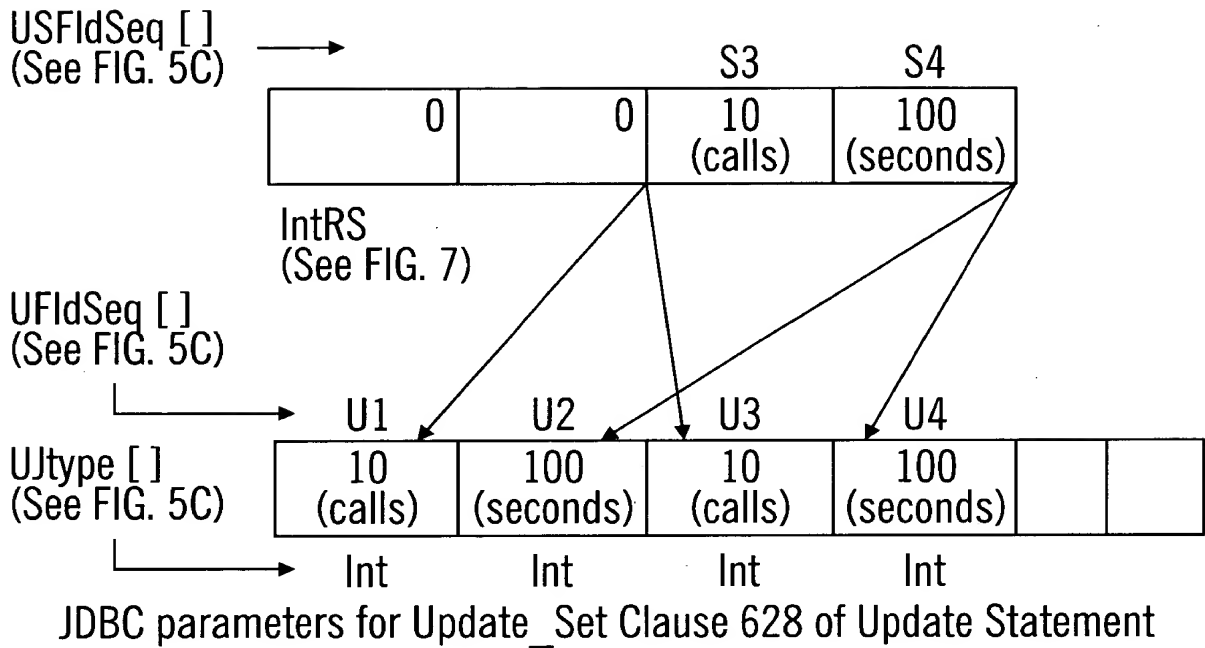 USFldSeq [ ]
(See FIG. 5C)
S3 S4
0 0 10 100
(calls) (seconds)
IntRS
(See FIG. 7)
UFldSeq [ ]
(See FIG. 5C)
U1 U2 U3 U4
UJtype [ ]
(See FIG. 5C)
10 100 10 100
(calls) (seconds) (calls) (seconds)
Int Int Int Int
JDBC parameters for Update_Set Clause 628 of Update Statement